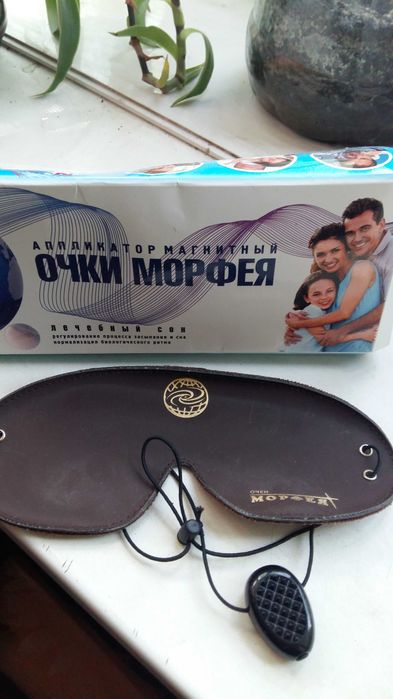 АППЛИКАТОР МАГНИТНЫЙ
ОЧКИ МОРФЕЯ
лечебный сон
регулирование процесса засыпания и сна
нормализация биологического ритма
ОЧКИ
МОРФЕЯ